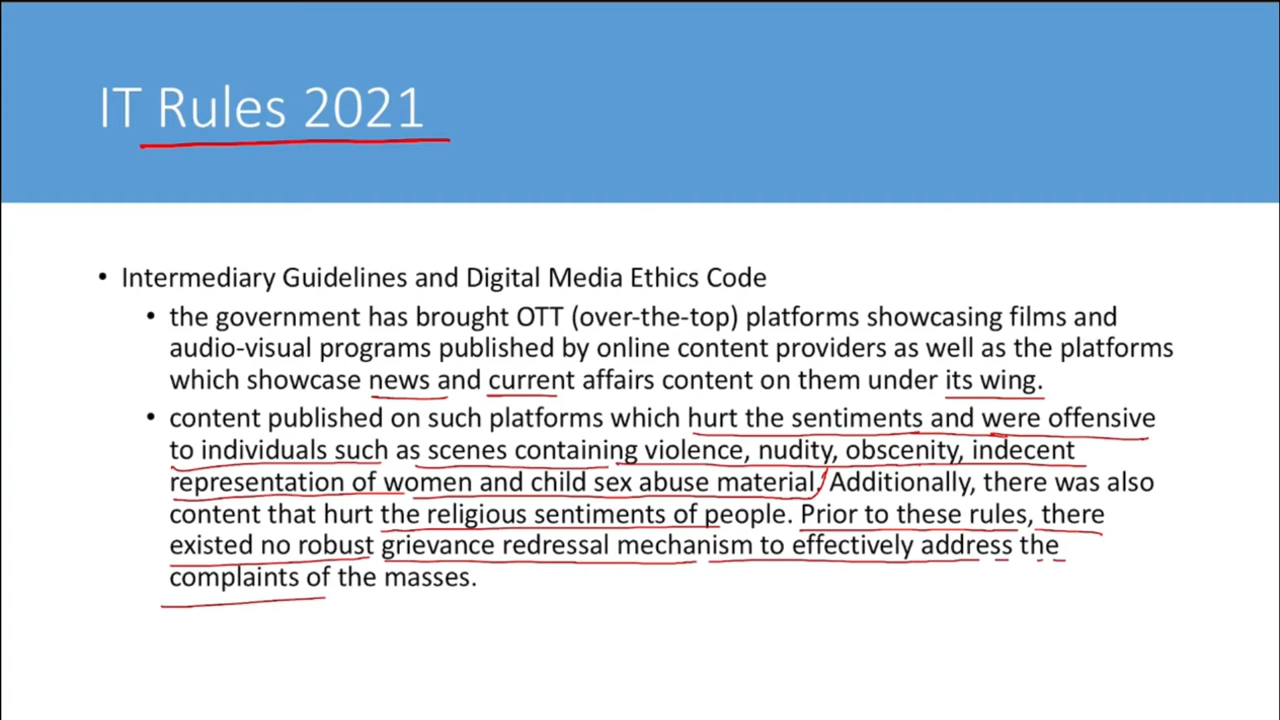 IT Rules 2021
• Intermediary Guidelines and Digital Media Ethics Code
• the government has brought OTT (over-the-top) platforms showcasing films and
audio-visual programs published by online content providers as well as the platforms
which showcase news and current affairs content on them under its wing.
• content published on such platforms which hurt the sentiments and were offensive
to individuals such as scenes containing violence, nudity, obscenity, indecent
representation of women and child sex abuse material. Additionally, there was also
content that hurt the religious sentiments of people. Prior to these rules, there
existed no robust grievance redressal mechanism to effectively address the
complaints of the masses.